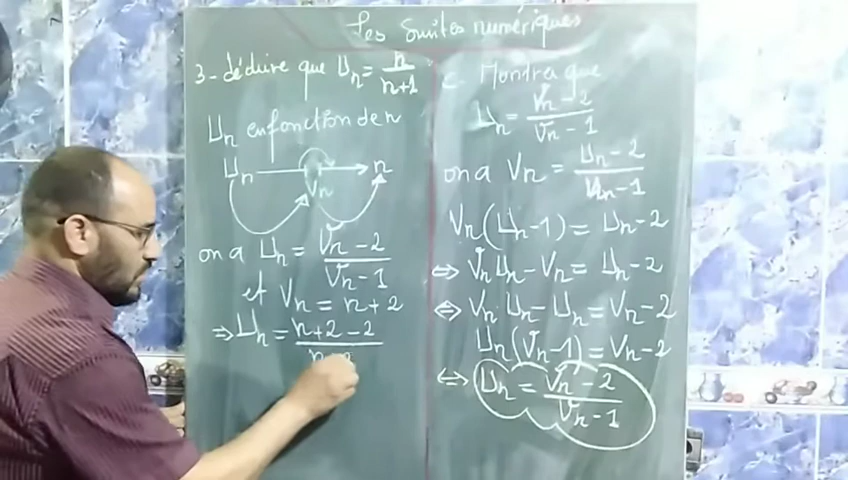 Les Suites numériques
3- déduire que Un = n/n+1
Un en fonction de n
Un → n
Vn
on a Un = Vn - 2/Vn - 1
et Vn = n + 2
⇒ Un = n+2-2/n
c- Montra que
Un = Vn - 2/Vn - 1
on a Vn = Un - 2/Un - 1
Vn(Un-1) = Un-2
⇔ VnUn - Vn = Un-2
⇔ Vn Un - Un = Vn-2
Un(Vn-1) = Vn-2
⇔ Un = Vn - 2/Vn - 1